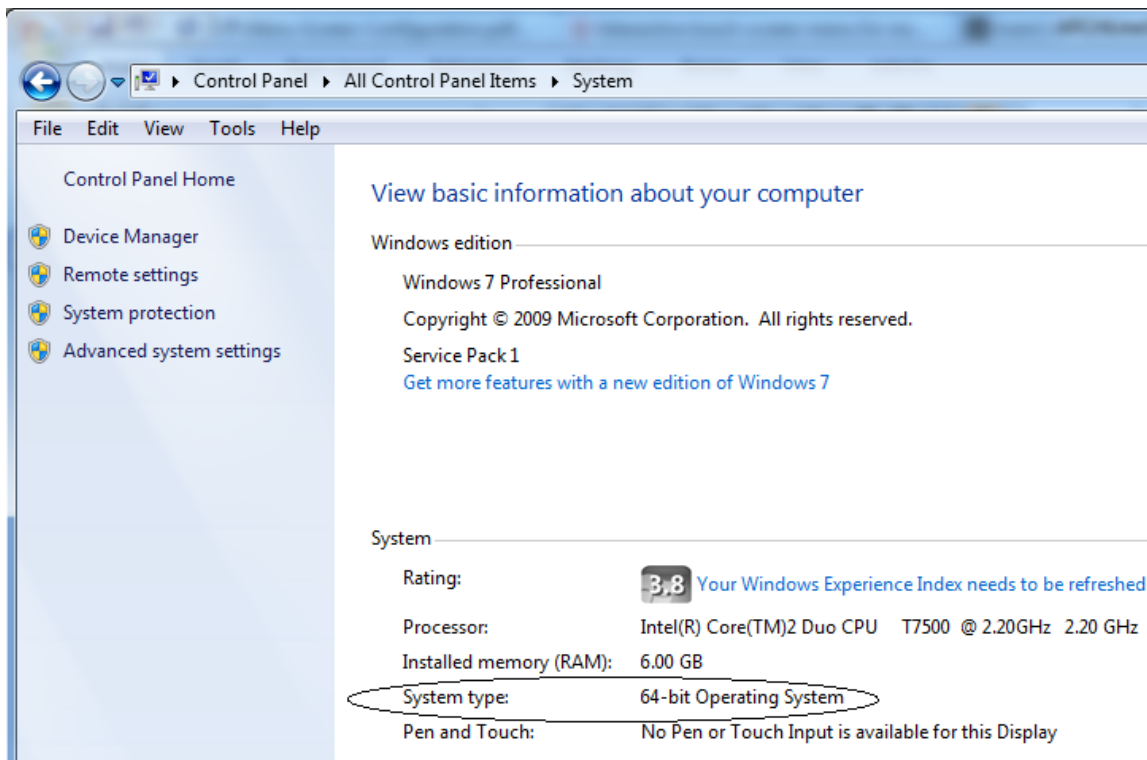 Control Panel ▸ All Control Panel Items ▸ System
File Edit View Tools Help
Control Panel Home
Device Manager
Remote settings
System protection
Advanced system settings
View basic information about your computer
Windows edition
Windows 7 Professional
Copyright © 2009 Microsoft Corporation. All rights reserved.
Service Pack 1
Get more features with a new edition of Windows 7
System
Rating: 3,8 Your Windows Experience Index needs to be refreshed
Processor: Intel(R) Core(TM)2 Duo CPU T7500 @ 2.20GHz 2.20 GHz
Installed memory (RAM): 6.00 GB
System type: 64-bit Operating System
Pen and Touch: No Pen or Touch Input is available for this Display